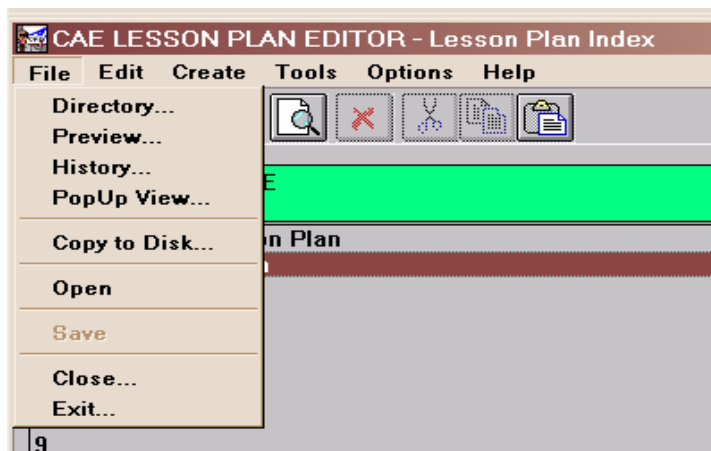 CAE LESSON PLAN EDITOR - Lesson Plan Index
File Edit Create Tools Options Help
Directory...
Preview...
History...
PopUp View...
E
Copy to Disk...
n Plan
Open
Save
Close...
Exit...
9